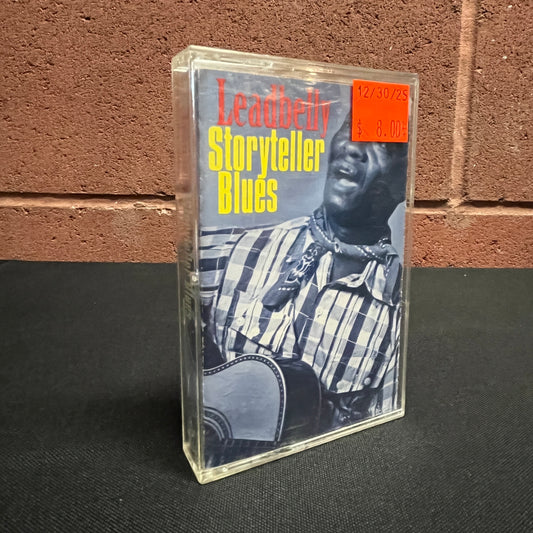 Leadbelly
Storyteller
Blues
12/30/25
$ 8.00